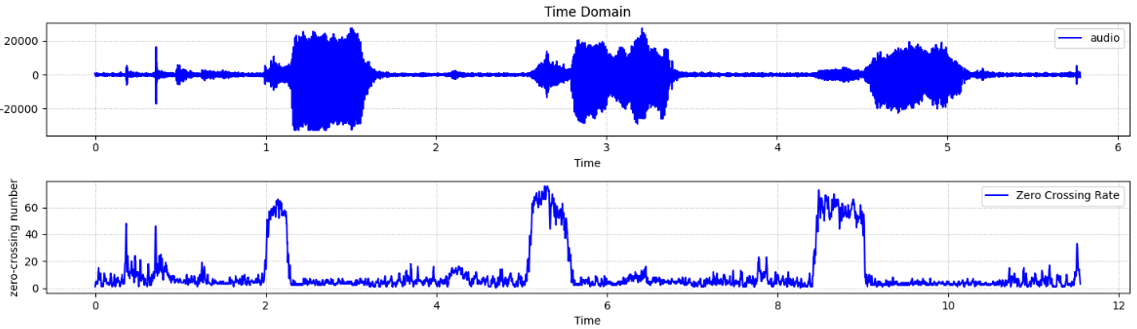 Time Domain
20000
0
-20000
audio
0 1 2 3 4 5 6
Time
zero-crossing number
60
40
20
0
Zero Crossing Rate
0 2 4 6 8 10 12
Time